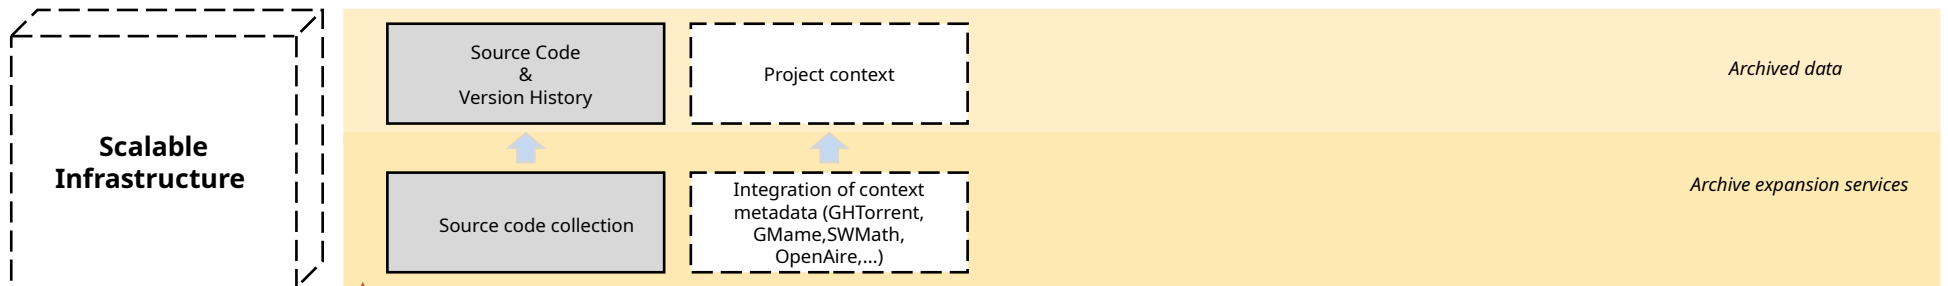 Source Code
&
Version History
Project context
Archived data
Scalable
Infrastructure
Source code collection
Integration of context
metadata (GHTorrent,
GMame,SWMath,
OpenAire,...)
Archive expansion services